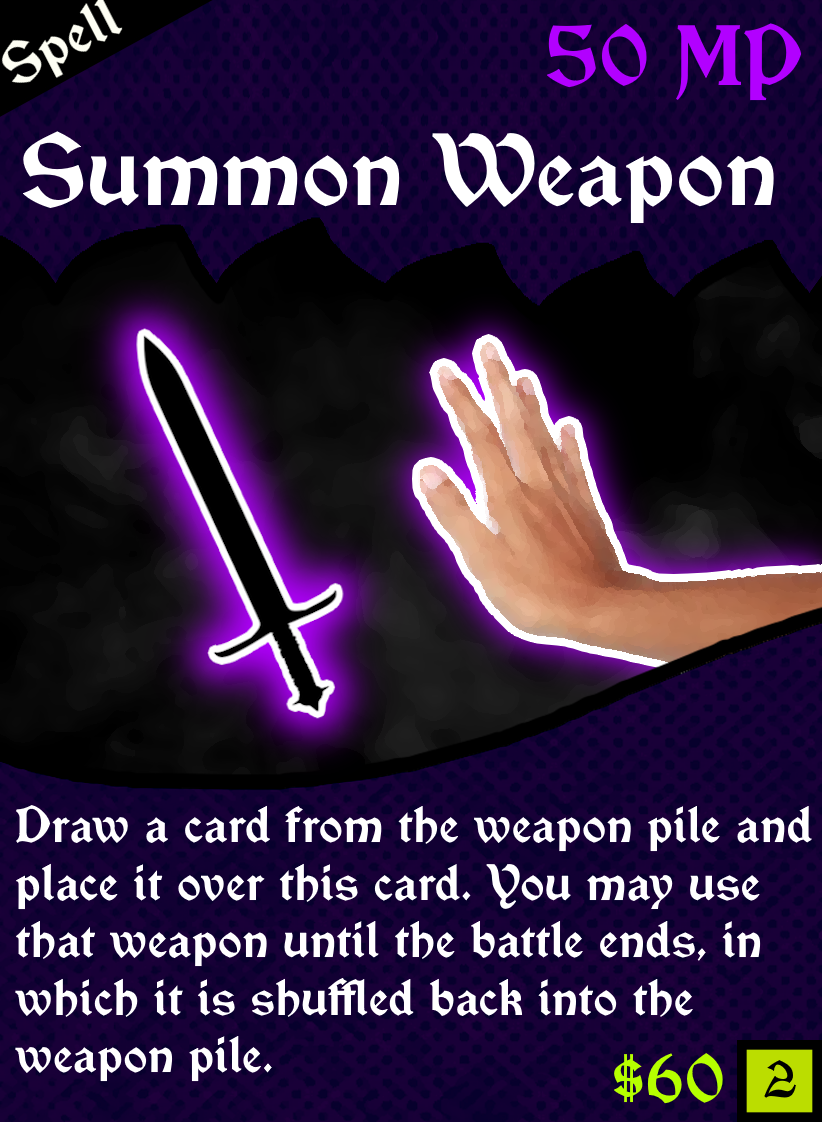 Spell
50 MP
Summon Weapon
Draw a card from the weapon pile and
place it over this card. You may use
that weapon until the battle ends, in
which it is shuffled back into the
weapon pile.
$60
2